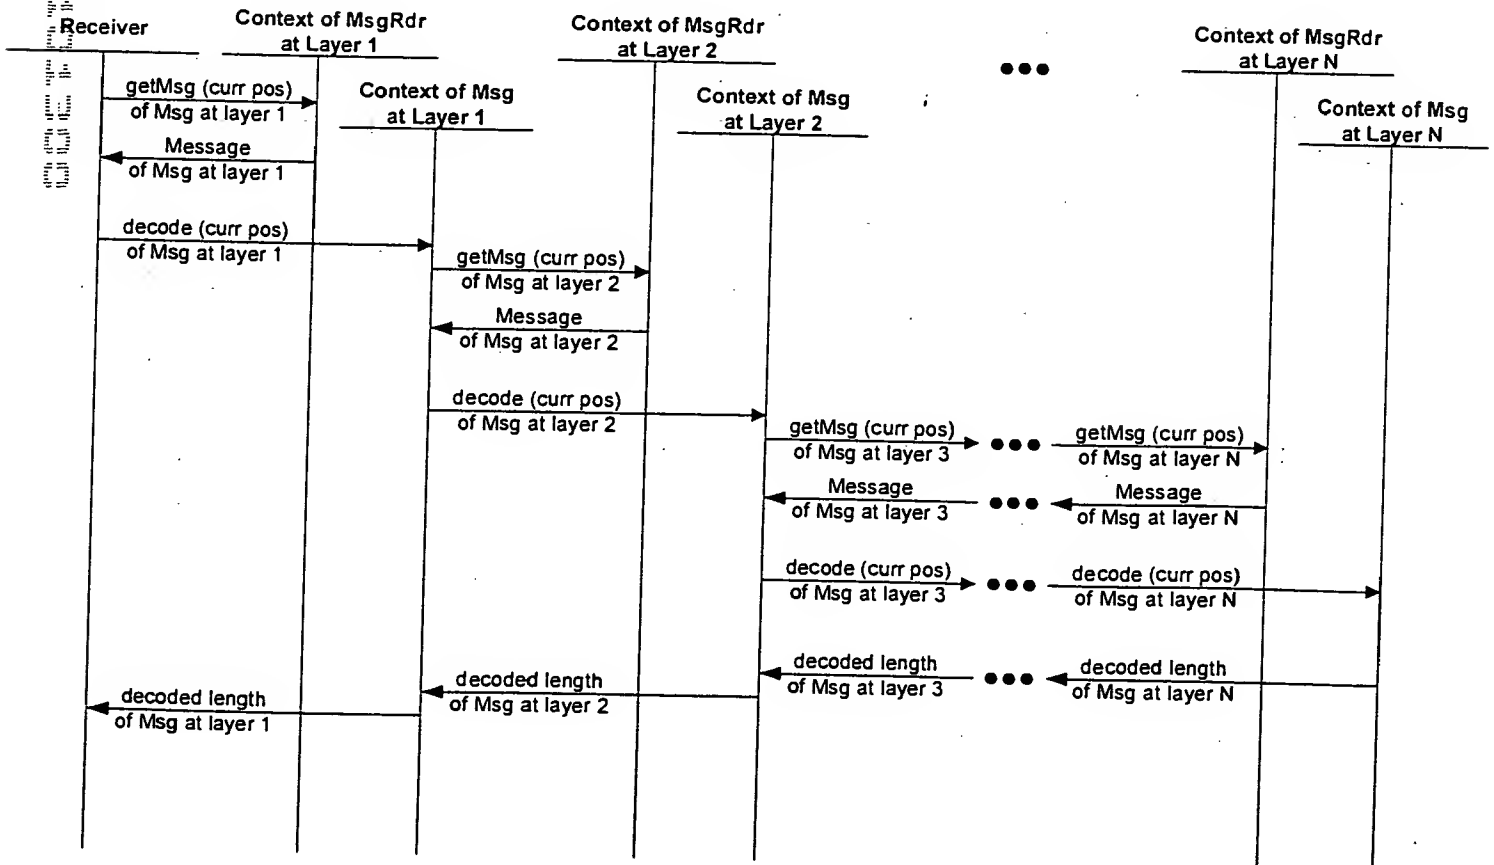 Receiver
Context of MsgRdr
at Layer 1
Context of MsgRdr
at Layer 2
Context of MsgRdr
at Layer N
Context of Msg
at Layer 1
Context of Msg
at Layer 2
Context of Msg
at Layer N
getMsg (curr pos)
of Msg at layer 1
Message
of Msg at layer 1
decode (curr pos)
of Msg at layer 1
getMsg (curr pos)
of Msg at layer 2
Message
of Msg at layer 2
decode (curr pos)
of Msg at layer 2
getMsg (curr pos)
of Msg at layer 3
getMsg (curr pos)
of Msg at layer N
Message
of Msg at layer 3
Message
of Msg at layer N
decode (curr pos)
of Msg at layer 3
decode (curr pos)
of Msg at layer N
decoded length
of Msg at layer 3
decoded length
of Msg at layer N
decoded length
of Msg at layer 2
decoded length
of Msg at layer 1